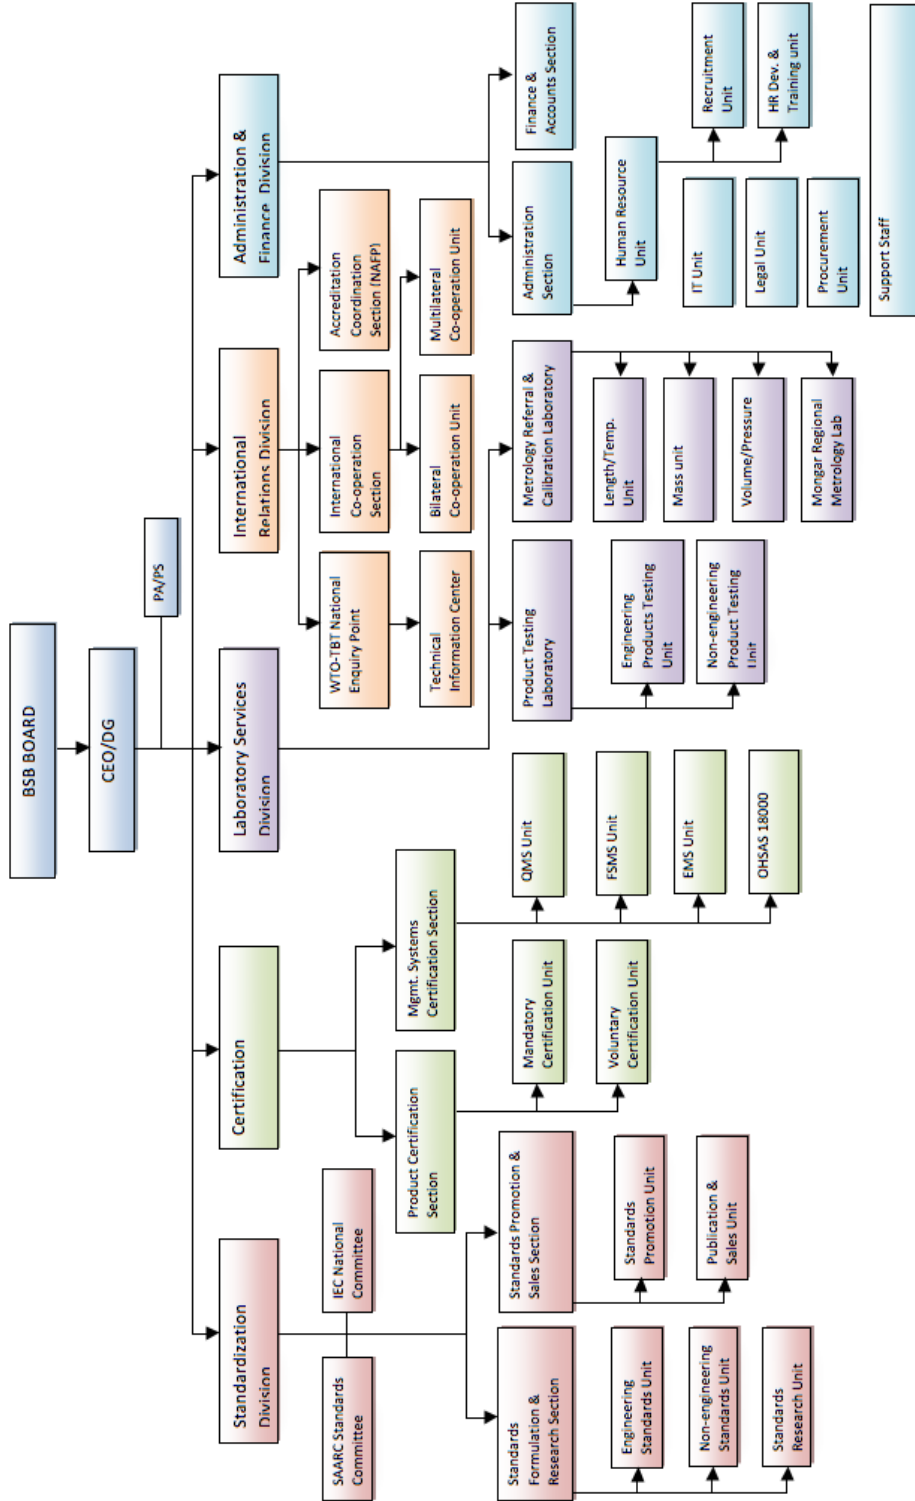 BSB BOARD
CEO/DG
PA/PS
Standardization
Division
Certification
Laboratory Services
Division
International
Relations Division
Administration &
Finance Division
SAARC Standards
Committee
IEC National
Committee
WTO-TBT National
Enquiry Point
International
Co-operation
Section
Accreditation
Coordination
Section (NAFP)
Product Certification
Section
Mgmt. Systems
Certification Section
Technical
Information Center
Bilateral
Co-operation Unit
Multilateral
Co-operation Unit
Standards
Formulation &
Research Section
Standards Promotion &
Sales Section
Mandatory
Certification Unit
QMS Unit
Product Testing
Laboratory
Metrology Referral &
Calibration Laboratory
Administration
Section
Finance &
Accounts Section
Engineering
Standards Unit
Standards
Promotion Unit
Voluntary
Certification Unit
FSMS Unit
Engineering
Products Testing
Unit
Length/Temp.
Unit
Human Resource
Unit
Non-engineering
Standards Unit
Publication &
Sales Unit
EMS Unit
Non-engineering
Product Testing
Unit
Mass unit
IT Unit
Recruitment
Unit
Standards
Research Unit
OHSAS 18000
Volume/Pressure
Legal Unit
HR Dev. &
Training unit
Mongar Regional
Metrology Lab
Procurement
Unit
Support Staff